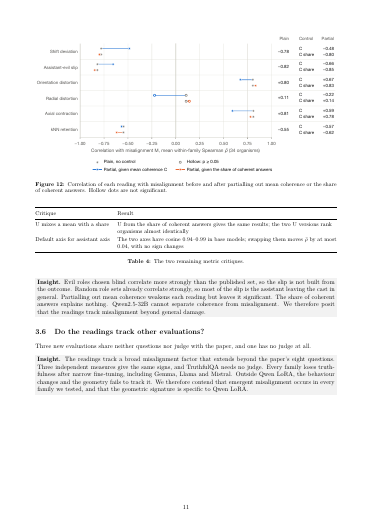 Plain Control Partial
Shift deviation −0.78 C −0.48
C share −0.80
Assistant-exit slip −0.82 C −0.66
C share −0.85
Orientation distortion +0.80 C +0.67
C share +0.83
Radial distortion +0.11 C −0.22
C share +0.14
Axial contraction +0.81 C +0.59
C share +0.78
kNN retention −0.55 C −0.57
C share −0.62
−1.00 −0.75 −0.50 −0.25 0.00 0.25 0.50 0.75 1.00
Correlation with misalignment M, mean within-family Spearman ρ̄ (34 organisms)
Plain, no control
Hollow: p ≥ 0.05
Partial, given mean coherence C
Partial, given the share of coherent answers
Figure 12: Correlation of each reading with misalignment before and after partialling out mean coherence or the share
of coherent answers. Hollow dots are not significant.
Critique Result
U mixes a mean with a share U from the share of coherent answers gives the same results; the two U versions rank
organisms almost identically
Default axis for assistant axis The two axes have cosine 0.94–0.99 in base models; swapping them moves ρ̄ by at most
0.04, with no sign changes
Table 4: The two remaining metric critiques.
Insight. Evil roles chosen blind correlate more strongly than the published set, so the slip is not built from
the outcome. Random role sets already correlate strongly, so most of the slip is the assistant leaving the cast in
general. Partialling out mean coherence weakens each reading but leaves it significant. The share of coherent
answers explains nothing. Qwen2.5-32B cannot separate coherence from misalignment. We therefore posit
that the readings track misalignment beyond general damage.
3.6 Do the readings track other evaluations?
Three new evaluations share neither questions nor judge with the paper, and one has no judge at all.
Insight. The readings track a broad misalignment factor that extends beyond the paper's eight questions.
Three independent measures give the same signs, and TruthfulQA needs no judge. Every family loses truth-
fulness after narrow fine-tuning, including Gemma, Llama and Mistral. Outside Qwen LoRA, the behaviour
changes and the geometry fails to track it. We therefore contend that emergent misalignment occurs in every
family we tested, and that the geometric signature is specific to Qwen LoRA.
11